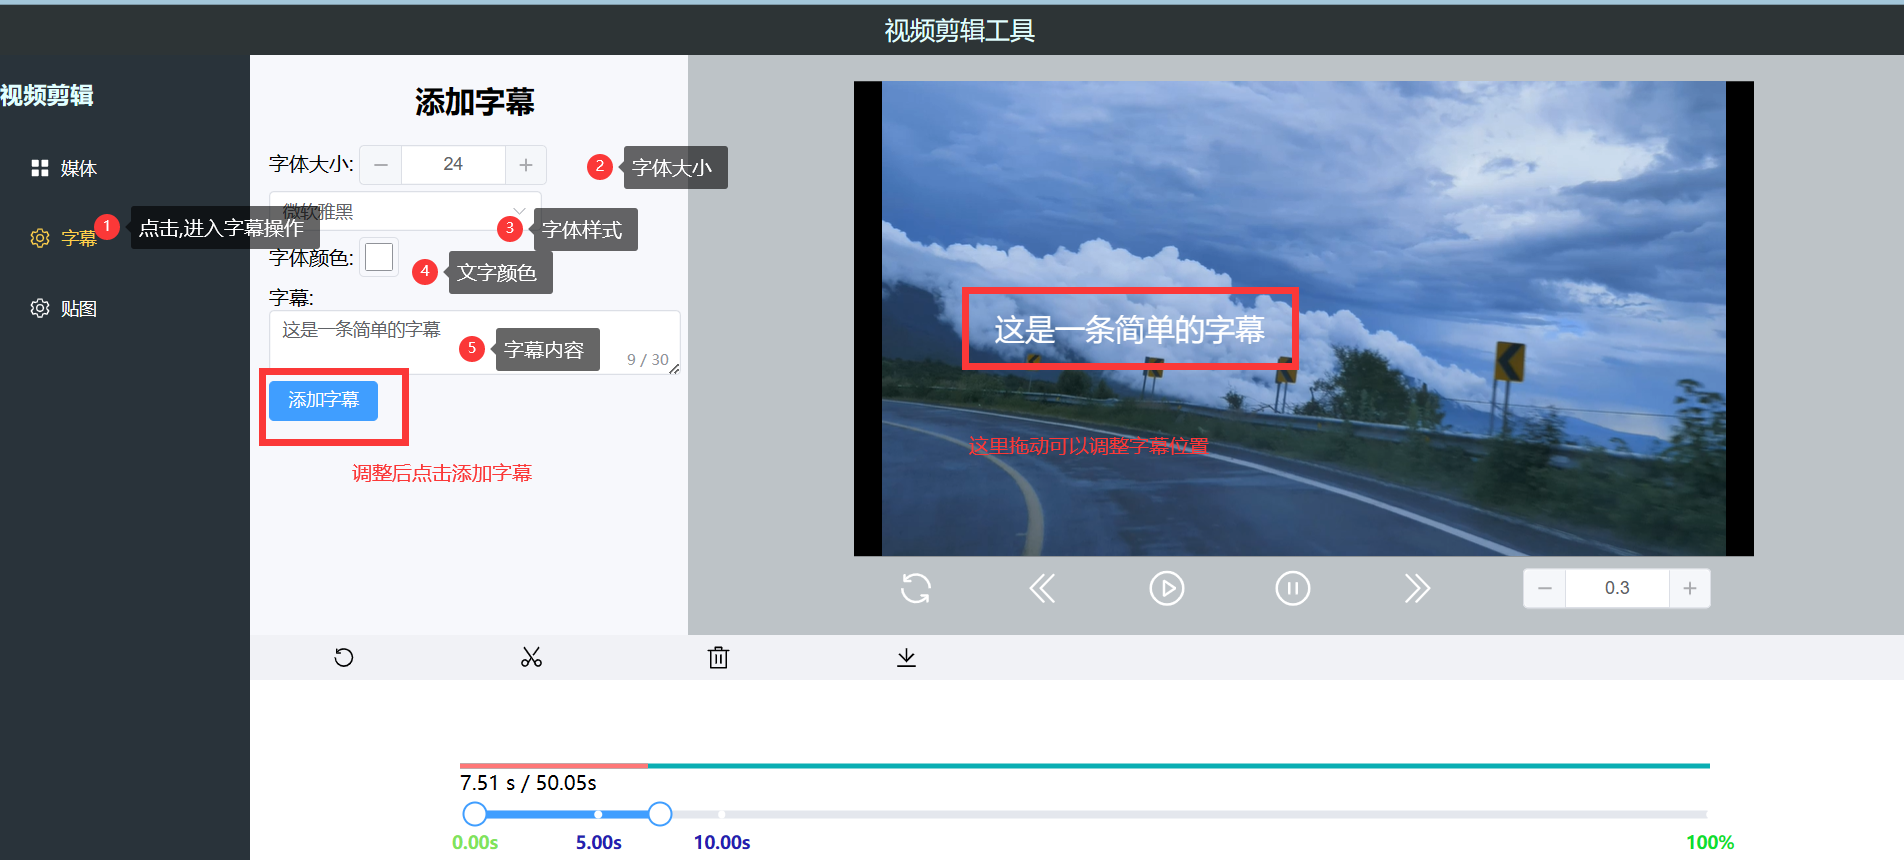 视频剪辑工具
视频剪辑
媒体
字幕
贴图
1
点击,进入字幕操作
添加字幕
字体大小:
24
2
字体大小
微软雅黑
3
字体样式
字体颜色:
4
文字颜色
字幕:
这是一条简单的字幕
5
字幕内容
9 / 30
添加字幕
调整后点击添加字幕
这是一条简单的字幕
这里拖动可以调整字幕位置
0.3
7.51 s / 50.05s
0.00s
5.00s
10.00s
100%